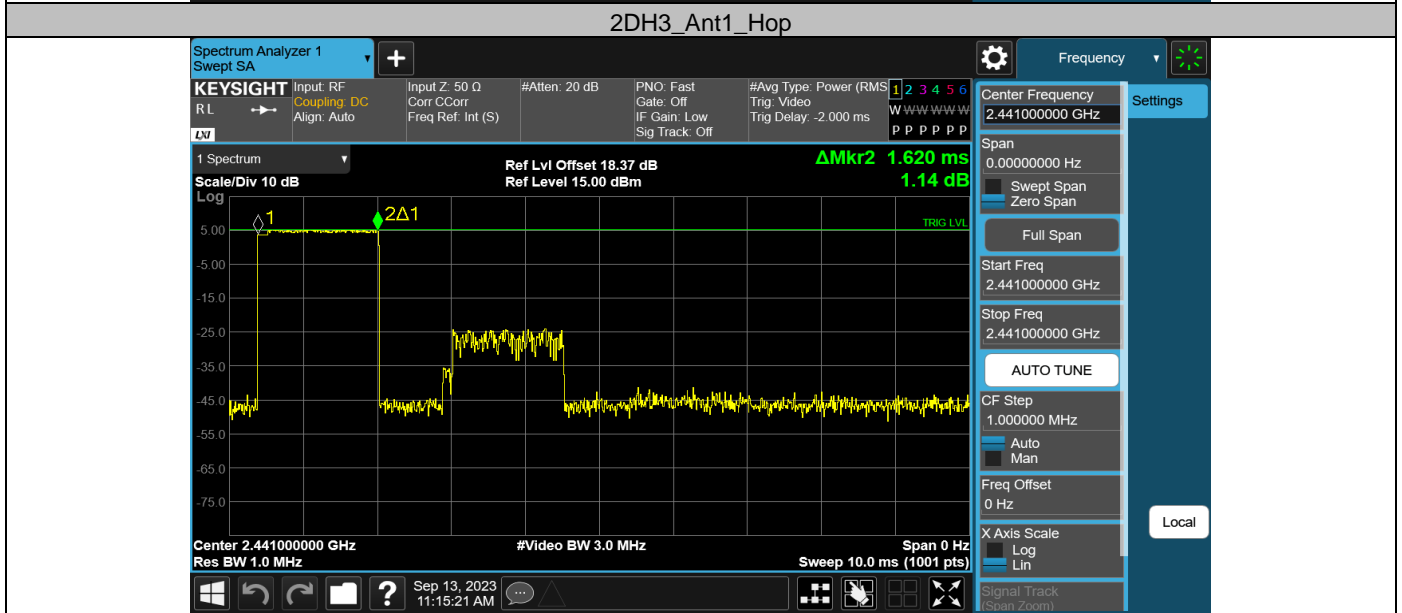 2DH3_Ant1_Hop
Spectrum Analyzer 1
Swept SA
+
Frequency
KEYSIGHT
Input: RF
Coupling: DC
Align: Auto
Input Z: 50 Ω
Corr CCorr
Freq Ref: Int (S)
#Atten: 20 dB
PNO: Fast
Gate: Off
IF Gain: Low
Sig Track: Off
#Avg Type: Power (RMS
Trig: Video
Trig Delay: -2.000 ms
1 2 3 4 5 6
W W W W W W
P P P P P P
R L
LXI
1 Spectrum
Scale/Div 10 dB
Log
Ref Lvl Offset 18.37 dB
Ref Level 15.00 dBm
ΔMkr2 1.620 ms
1.14 dB
1
2Δ1
TRIG LVL
5.00
-5.00
-15.0
-25.0
-35.0
-45.0
-55.0
-65.0
-75.0
Center 2.441000000 GHz
Res BW 1.0 MHz
#Video BW 3.0 MHz
Span 0 Hz
Sweep 10.0 ms (1001 pts)
Center Frequency
2.441000000 GHz
Settings
Span
0.00000000 Hz
Swept Span
Zero Span
Full Span
Start Freq
2.441000000 GHz
Stop Freq
2.441000000 GHz
AUTO TUNE
CF Step
1.000000 MHz
Auto
Man
Freq Offset
0 Hz
X Axis Scale
Log
Lin
Signal Track
(Span Zoom)
Local
?
Sep 13, 2023
11:15:21 AM